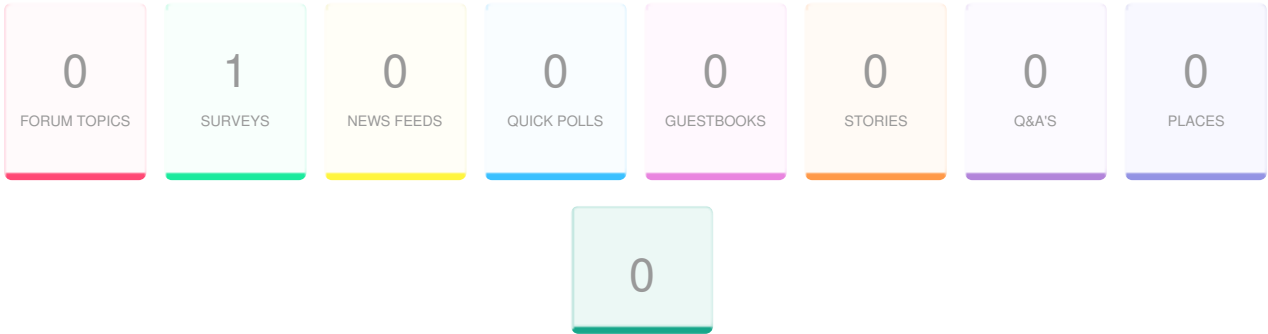 0 1 0 0 0 0 0 0
FORUM TOPICS SURVEYS NEWS FEEDS QUICK POLLS GUESTBOOKS STORIES Q&A'S PLACES
0